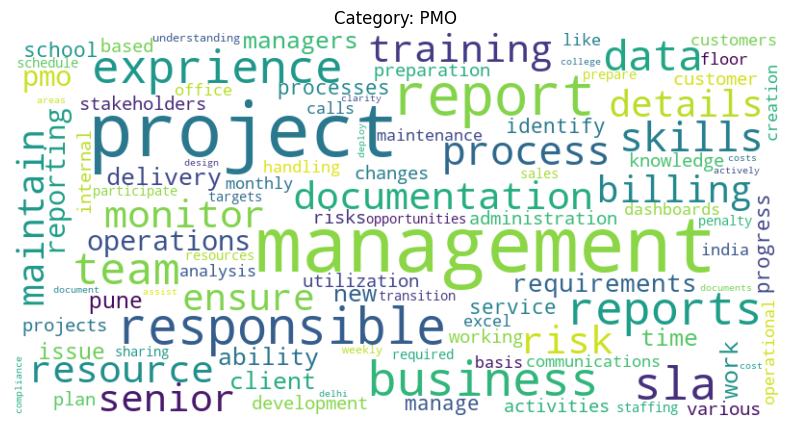 Category: PMO
understanding
school
based
managers
training
like
college
data
customers
floor
schedule
exprience
preparation
prepare
customer
pmo
office
processes
report
details
creation
areas
stakeholders
calls
clarity
project
deploy
maintenance
identify
skills
maintain
reporting
internal
design
process
knowledge
costs
actively
delivery
handling
changes
sales
participate
monthly
targets
documentation
billing
monitor
risks
opportunities
administration
dashboards
penalty
progress
operations
resources
management
india
team
analysis
utilization
requirements
document
assist
pune
ensure
new
transition
service
reports
documents
operational
projects
responsible
excel
working
risk
time
issue
sharing
ability
weekly
required
basis
communications
cost
work
compliance
resource
client
business
sla
plan
senior
development
delhi
manage
activities
staffing
various